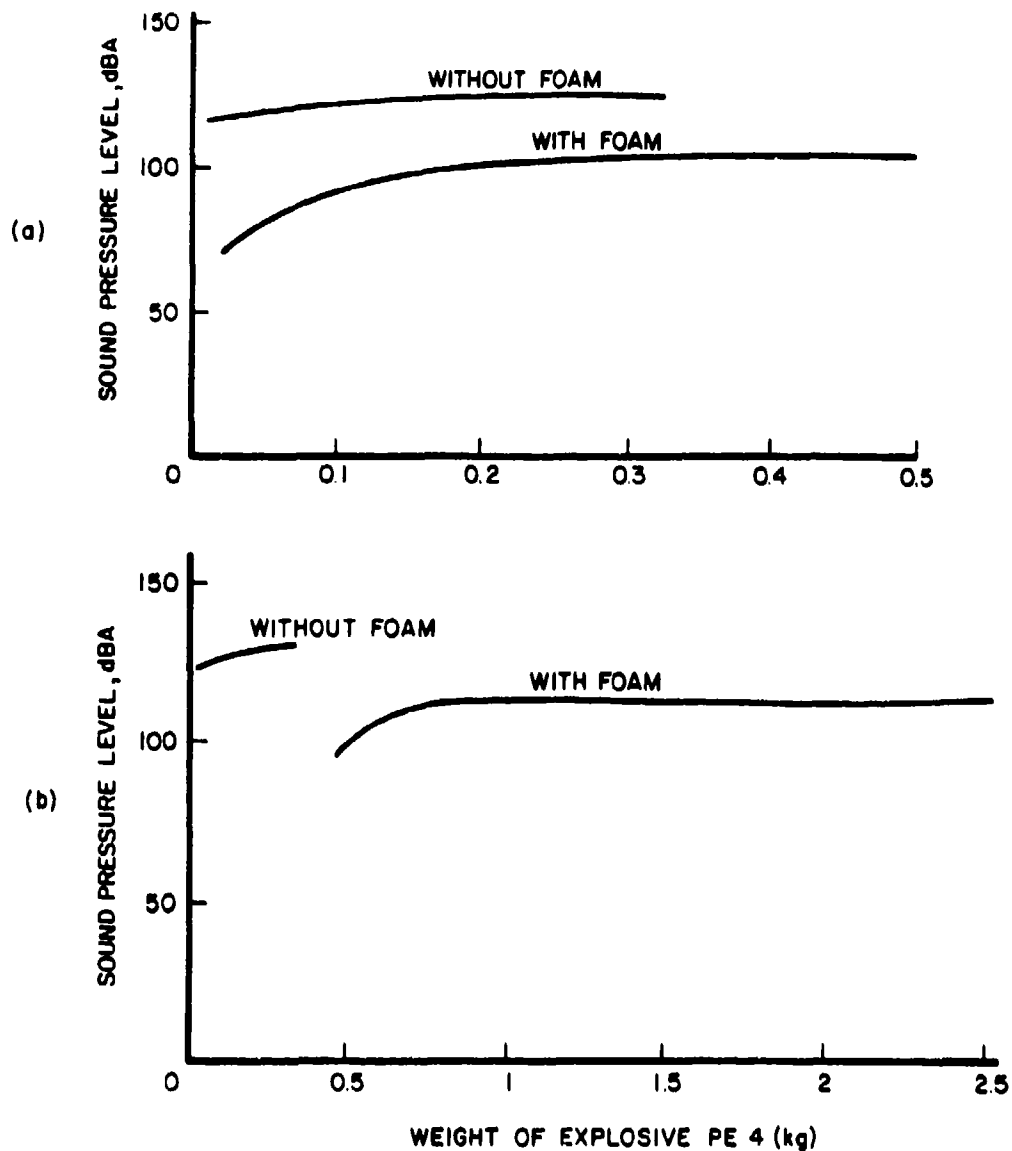 (a)
SOUND PRESSURE LEVEL, dBA
150
100
50
0
WITHOUT FOAM
WITH FOAM
0.1 0.2 0.3 0.4 0.5
(b)
SOUND PRESSURE LEVEL, dBA
150
100
50
0
WITHOUT FOAM
WITH FOAM
0.5 1 1.5 2 2.5
WEIGHT OF EXPLOSIVE PE 4 (kg)